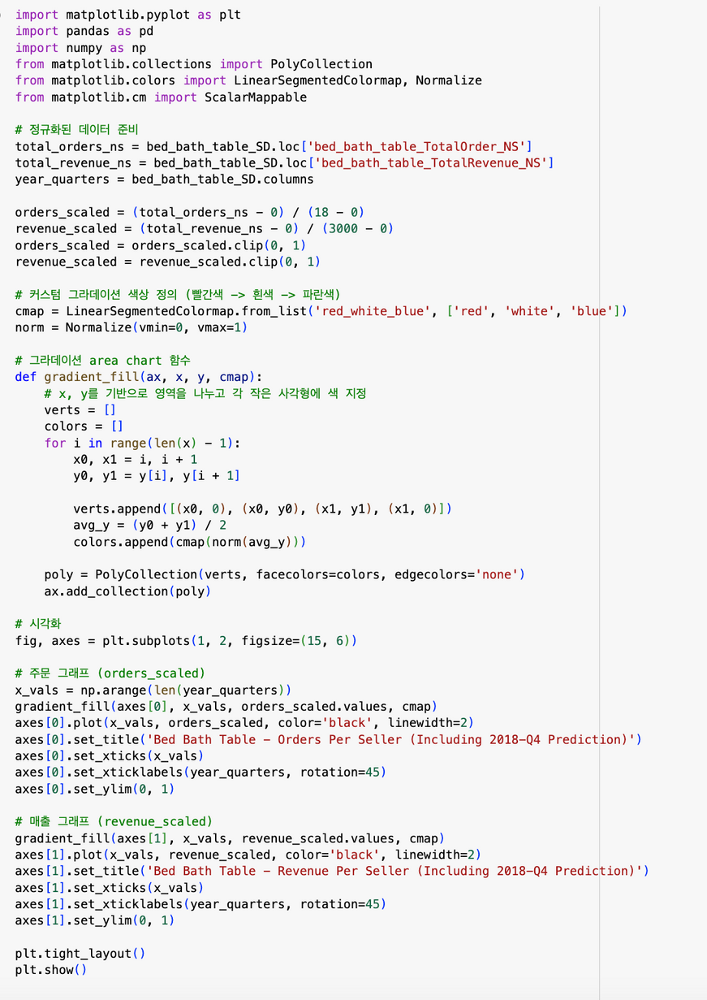 import matplotlib.pyplot as plt
import pandas as pd
import numpy as np
from matplotlib.collections import PolyCollection
from matplotlib.colors import LinearSegmentedColormap, Normalize
from matplotlib.cm import ScalarMappable

# 정규화된 데이터 준비
total_orders_ns = bed_bath_table_SD.loc['bed_bath_table_TotalOrder_NS']
total_revenue_ns = bed_bath_table_SD.loc['bed_bath_table_TotalRevenue_NS']
year_quarters = bed_bath_table_SD.columns

orders_scaled = (total_orders_ns - 0) / (18 - 0)
revenue_scaled = (total_revenue_ns - 0) / (3000 - 0)
orders_scaled = orders_scaled.clip(0, 1)
revenue_scaled = revenue_scaled.clip(0, 1)

# 커스텀 그라데이션 색상 정의 (빨간색 -> 흰색 -> 파란색)
cmap = LinearSegmentedColormap.from_list('red_white_blue', ['red', 'white', 'blue'])
norm = Normalize(vmin=0, vmax=1)

# 그라데이션 area chart 함수
def gradient_fill(ax, x, y, cmap):
    # x, y를 기반으로 영역을 나누고 각 작은 사각형에 색 지정
    verts = []
    colors = []
    for i in range(len(x) - 1):
        x0, x1 = i, i + 1
        y0, y1 = y[i], y[i + 1]

        verts.append([(x0, 0), (x0, y0), (x1, y1), (x1, 0)])
        avg_y = (y0 + y1) / 2
        colors.append(cmap(norm(avg_y)))

    poly = PolyCollection(verts, facecolors=colors, edgecolors='none')
    ax.add_collection(poly)

# 시각화
fig, axes = plt.subplots(1, 2, figsize=(15, 6))

# 주문 그래프 (orders_scaled)
x_vals = np.arange(len(year_quarters))
gradient_fill(axes[0], x_vals, orders_scaled.values, cmap)
axes[0].plot(x_vals, orders_scaled, color='black', linewidth=2)
axes[0].set_title('Bed Bath Table - Orders Per Seller (Including 2018-Q4 Prediction)')
axes[0].set_xticks(x_vals)
axes[0].set_xticklabels(year_quarters, rotation=45)
axes[0].set_ylim(0, 1)

# 매출 그래프 (revenue_scaled)
gradient_fill(axes[1], x_vals, revenue_scaled.values, cmap)
axes[1].plot(x_vals, revenue_scaled, color='black', linewidth=2)
axes[1].set_title('Bed Bath Table - Revenue Per Seller (Including 2018-Q4 Prediction)')
axes[1].set_xticks(x_vals)
axes[1].set_xticklabels(year_quarters, rotation=45)
axes[1].set_ylim(0, 1)

plt.tight_layout()
plt.show()